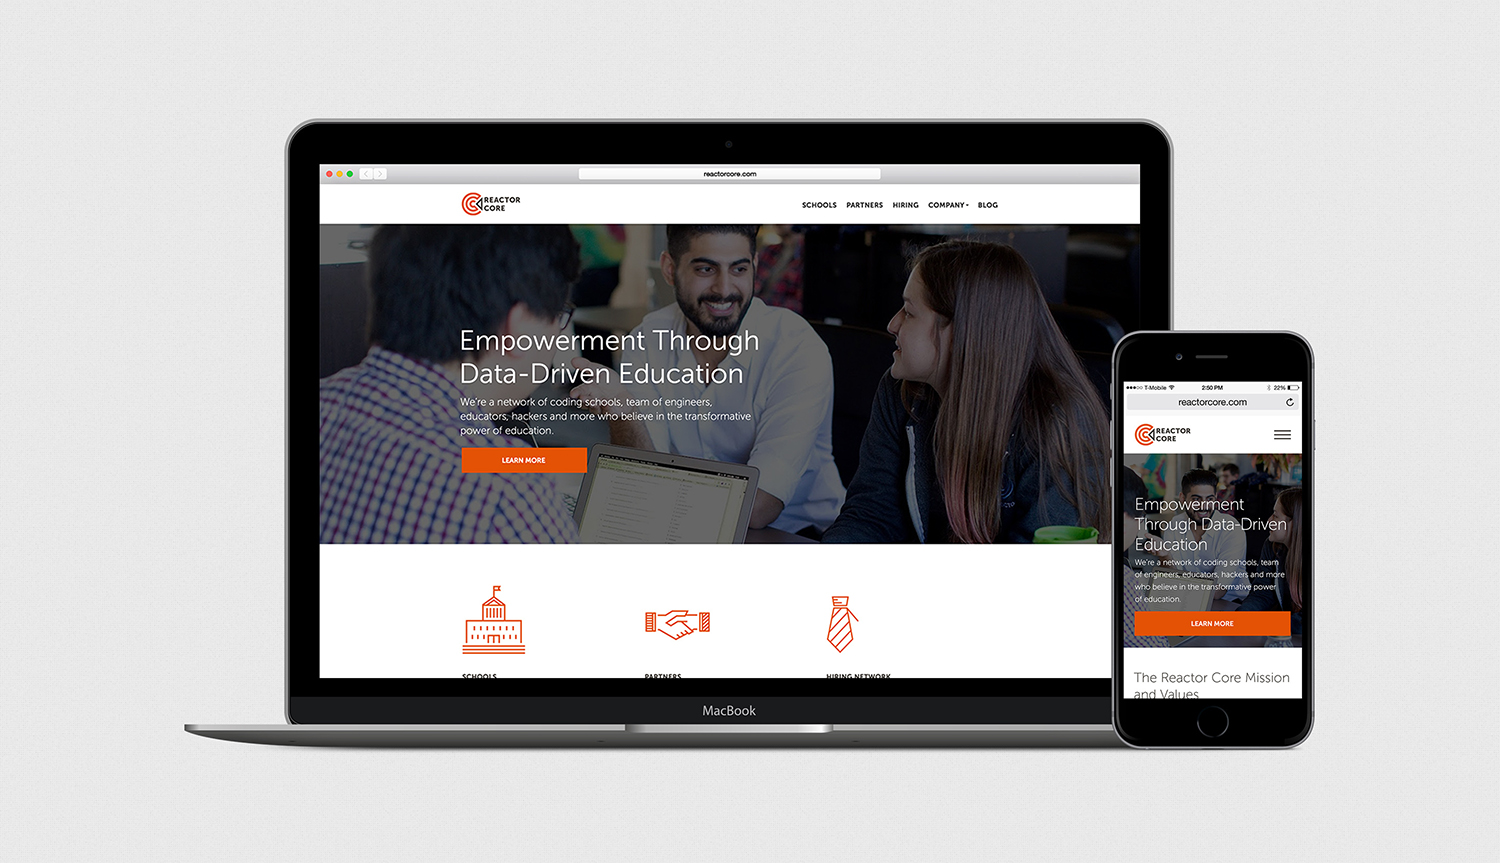 reactorcore.com
REACTOR
CORE
SCHOOLS PARTNERS HIRING COMPANY BLOG
Empowerment Through
Data-Driven Education
We're a network of coding schools, team of engineers,
educators, hackers and more who believe in the transformative
power of education.
LEARN MORE
SCHOOLS PARTNERS HIRING NETWORK
MacBook
T-Mobile 2:50 PM 22%
reactorcore.com
REACTOR
CORE
Empowerment
Through Data-Driven
Education
We're a network of coding schools, team
of engineers, educators, hackers and more
who believe in the transformative power
of education.
LEARN MORE
The Reactor Core Mission
and Values